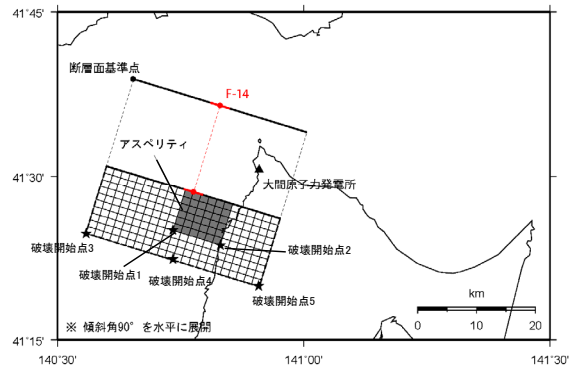 41°45'
断層面基準点
F-14
アスペリティ
41°30'
大間原子力発電所
破壊開始点3
破壊開始点2
破壊開始点1
破壊開始点4
破壊開始点5
km
0 10 20
※ 傾斜角90°を水平に展開
41°15'
140°30' 141°00' 141°30'